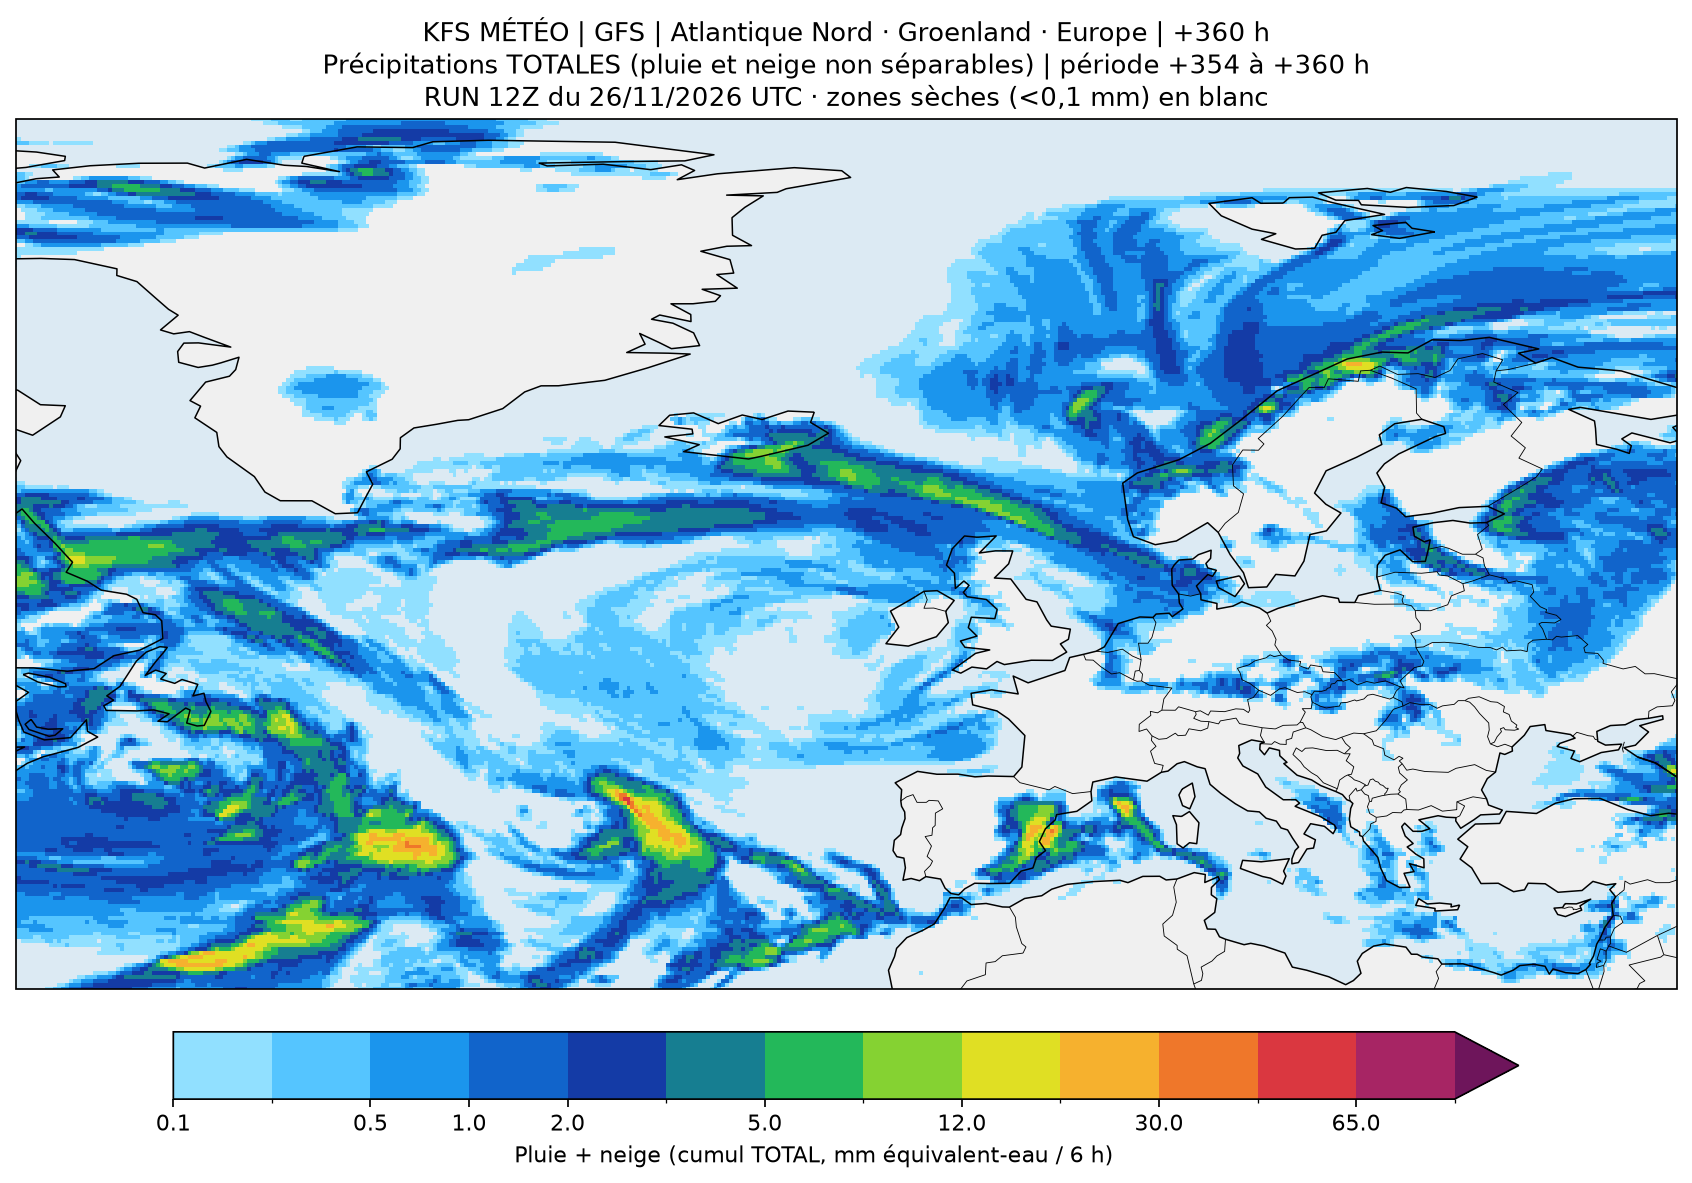 KFS MÉTÉO | GFS | Atlantique Nord · Groenland · Europe | +360 h
Précipitations TOTALES (pluie et neige non séparables) | période +354 à +360 h
RUN 12Z du 26/11/2026 UTC · zones sèches (<0,1 mm) en blanc
0.1 0.5 1.0 2.0 5.0 12.0 30.0 65.0
Pluie + neige (cumul TOTAL, mm équivalent-eau / 6 h)